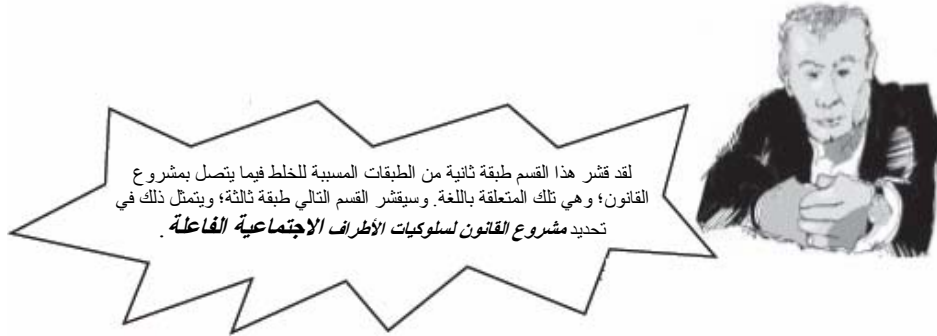 لقد قشر هذا القسم طبقة ثانية من الطبقات المسببة للخلط فيما يتصل بمشروع
القانون؛ وهي تلك المتعلقة باللغة. وسيقشر القسم التالي طبقة ثالثة؛ ويتمثل ذلك في
تحديد مشروع القانون لسلوكيات الأطراف الاجتماعية الفاعلة.